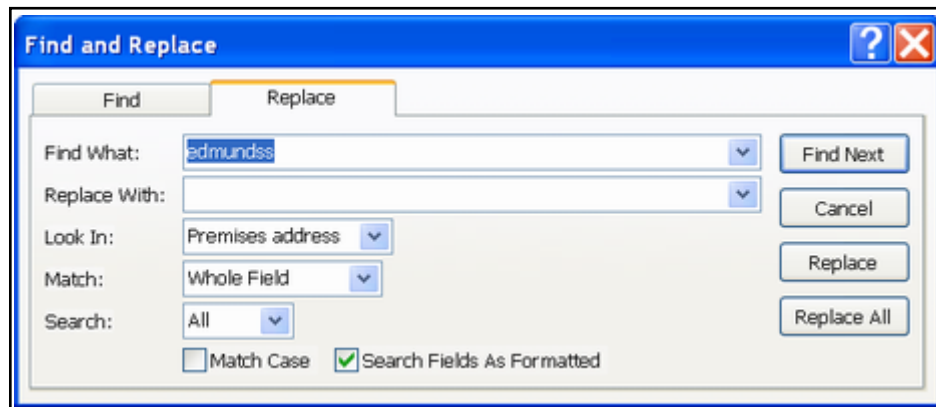 Find and Replace
Find Replace
Find What: edmundss Find Next
Replace With: Cancel
Look In: Premises address
Match: Whole Field Replace
Search: All Replace All
Match Case Search Fields As Formatted